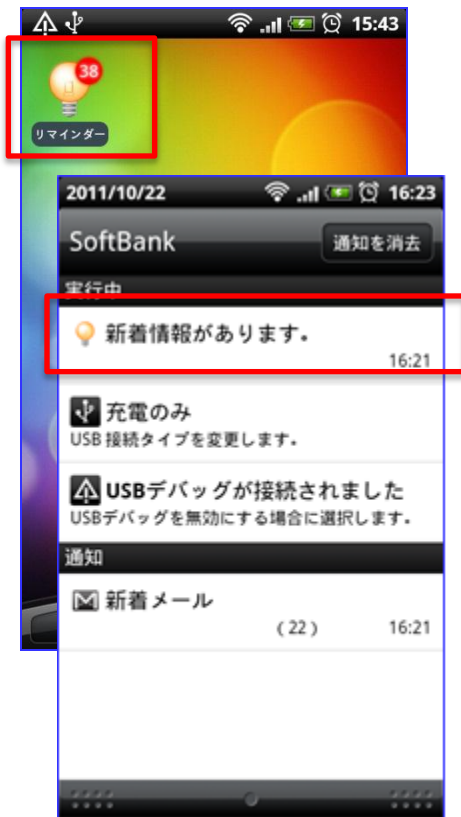 15:43
38
リマインダー
2011/10/22 16:23
SoftBank 通知を消去
実行中
新着情報があります。
16:21
充電のみ
USB 接続タイプを変更します。
USBデバッグが接続されました
USBデバッグを無効にする場合に選択します。
通知
新着メール
(22) 16:21